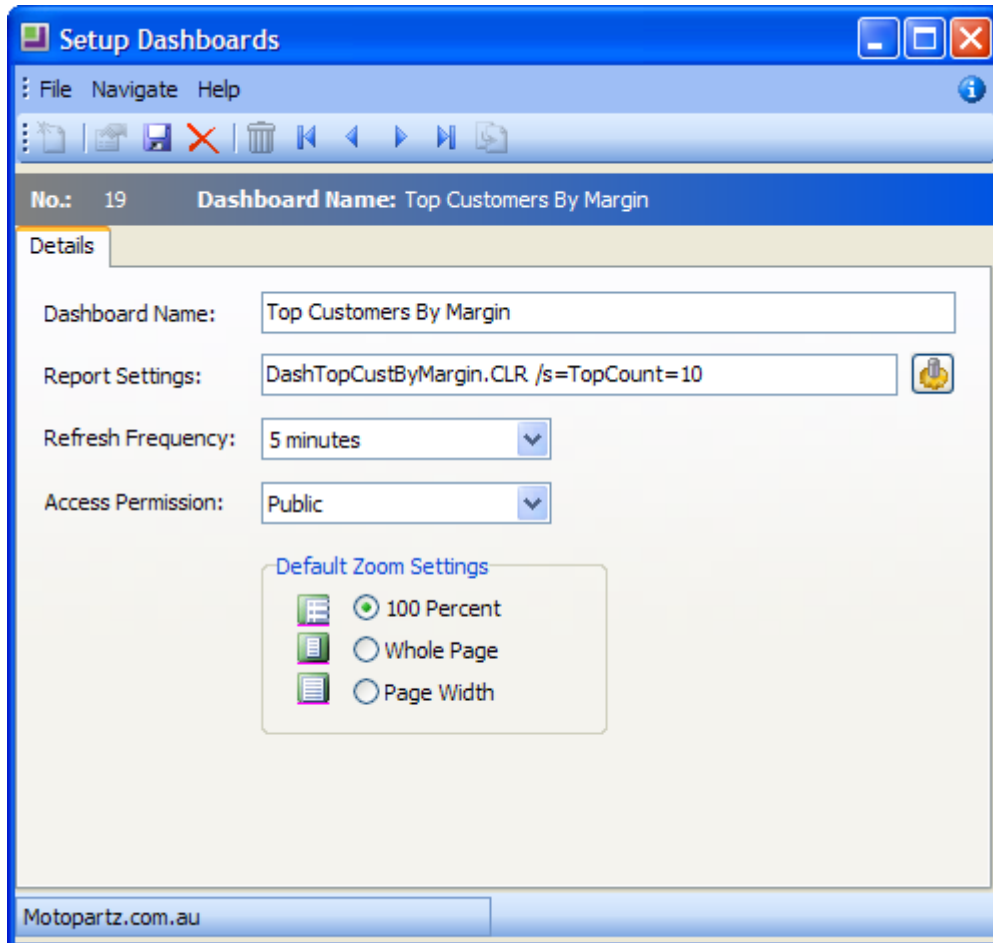 Setup Dashboards
File Navigate Help
No.: 19 Dashboard Name: Top Customers By Margin
Details
Dashboard Name: Top Customers By Margin
Report Settings: DashTopCustByMargin.CLR /s=TopCount=10
Refresh Frequency: 5 minutes
Access Permission: Public
Default Zoom Settings
100 Percent
Whole Page
Page Width
Motopartz.com.au